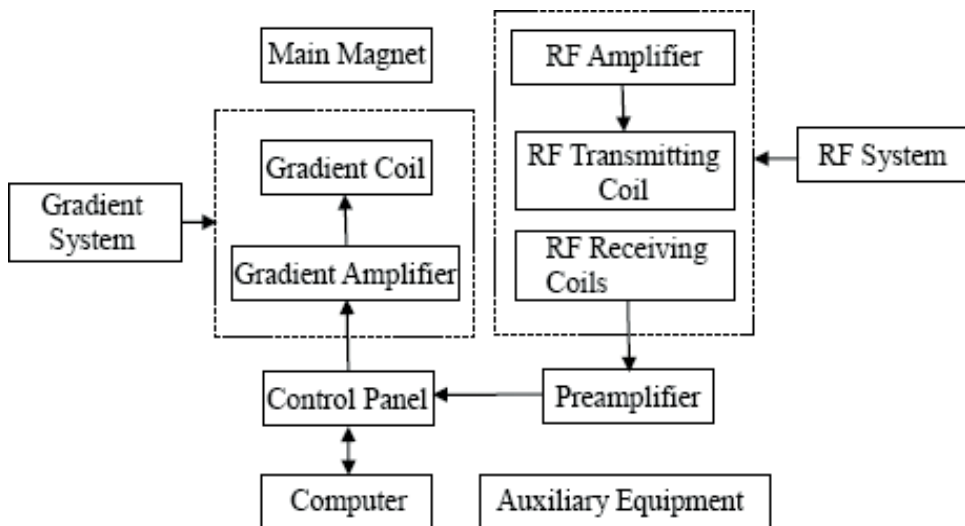 Main Magnet
RF Amplifier
Gradient Coil
RF Transmitting
Coil
RF System
Gradient
System
Gradient Amplifier
RF Receiving
Coils
Control Panel
Preamplifier
Computer
Auxiliary Equipment